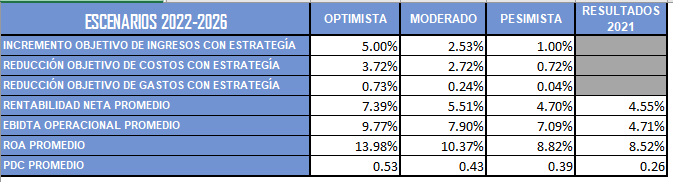 ESCENARIOS 2022-2026 OPTIMISTA MODERADO PESIMISTA RESULTADOS 2021
INCREMENTO OBJETIVO DE INGRESOS CON ESTRATEGÍA 5.00% 2.53% 1.00%
REDUCCIÓN OBJETIVO DE COSTOS CON ESTRATEGÍA 3.72% 2.72% 0.72%
REDUCCIÓN OBJETIVO DE GASTOS CON ESTRATEGÍA 0.73% 0.24% 0.04%
RENTABILIDAD NETA PROMEDIO 7.39% 5.51% 4.70% 4.55%
EBIDTA OPERACIONAL PROMEDIO 9.77% 7.90% 7.09% 4.71%
ROA PROMEDIO 13.98% 10.37% 8.82% 8.52%
PDC PROMEDIO 0.53 0.43 0.39 0.26